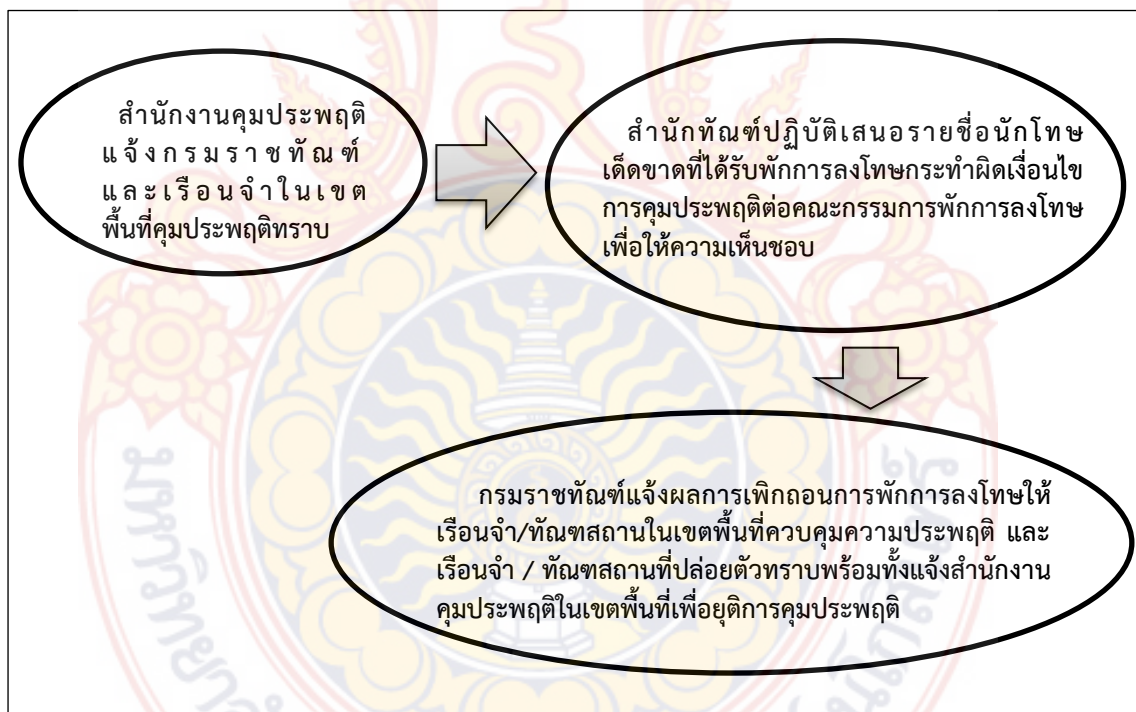 สำนักงานคุมประพฤติ
แจ้งกรมราชทัณฑ์
และเรือนจำในเขต
พื้นที่คุมประพฤติทราบ
สำนักทัณฑ์ปฏิบัติเสนอรายชื่อนักโทษ
เด็ดขาดที่ได้รับพักการลงโทษกระทำผิดเงื่อนไข
การคุมประพฤติต่อคณะกรรมการพักการลงโทษ
เพื่อให้ความเห็นชอบ
กรมราชทัณฑ์แจ้งผลการเพิกถอนการพักการลงโทษให้
เรือนจำ/ทัณฑสถานในเขตพื้นที่ควบคุมความประพฤติ และ
เรือนจำ / ทัณฑสถานที่ปล่อยตัวทราบพร้อมทั้งแจ้งสำนักงาน
คุมประพฤติในเขตพื้นที่เพื่อยุติการคุมประพฤติ